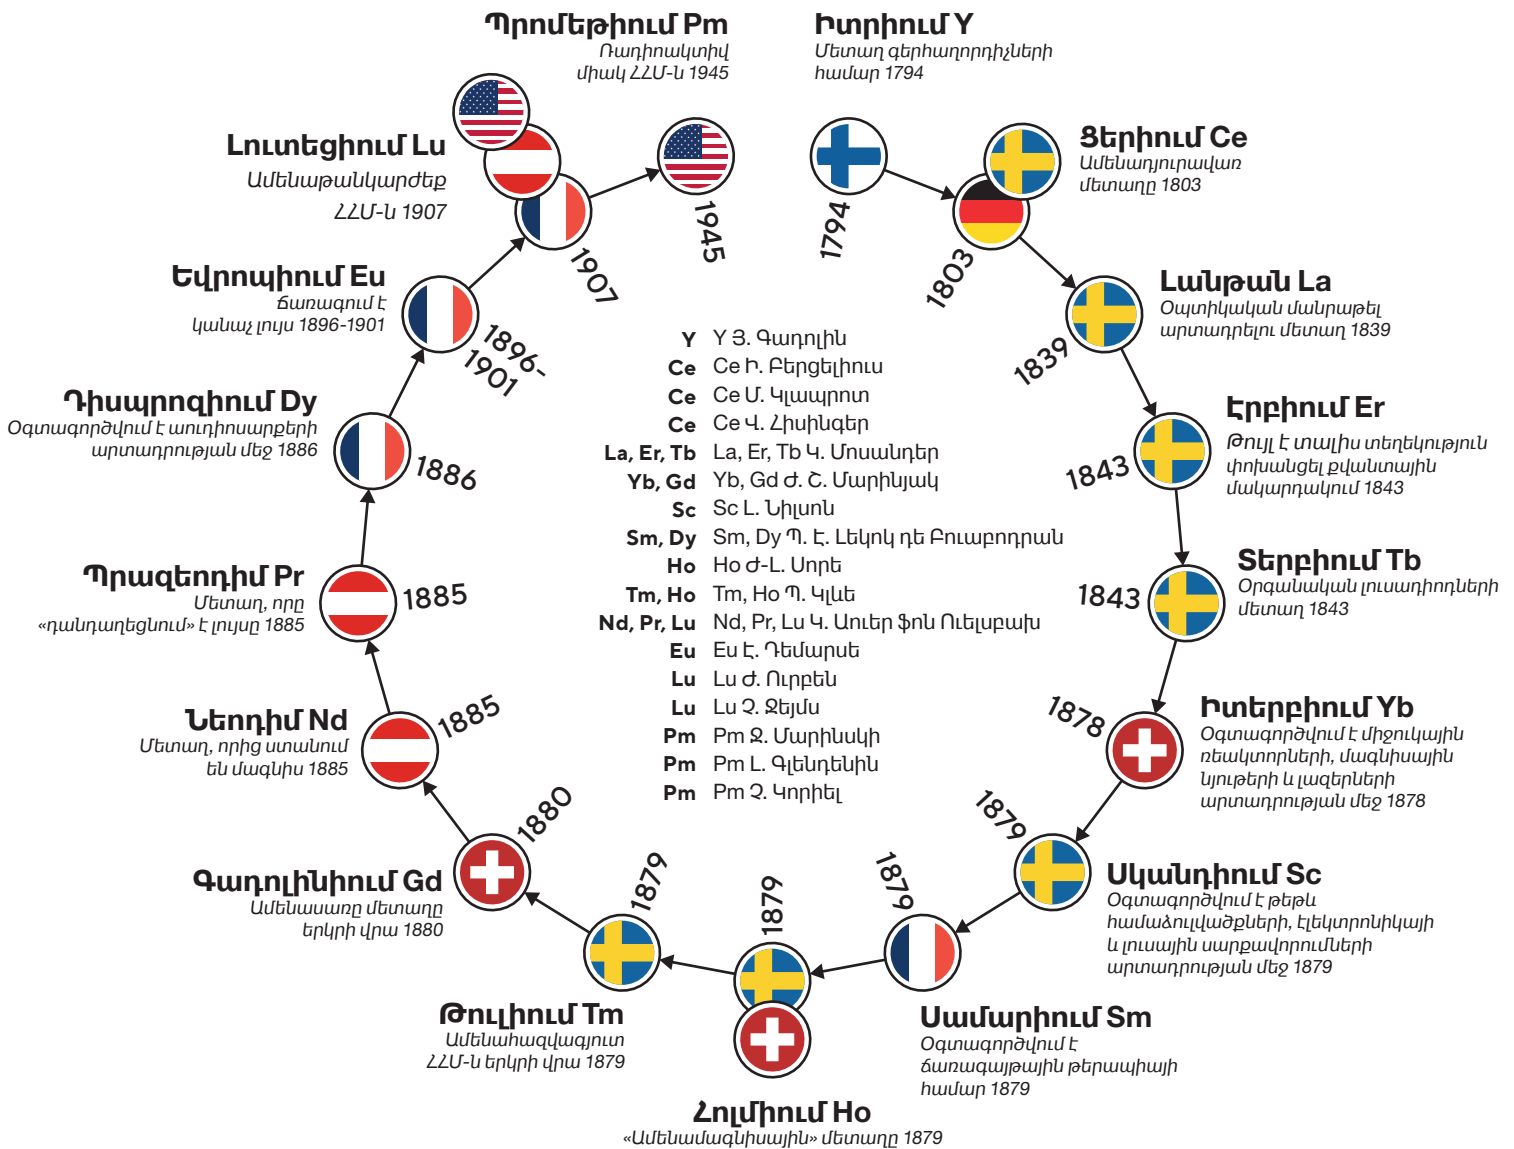 Պրոմեթիում Pm
Ռադիոակտիվ
միակ ՀՀՄ-ն 1945
Իտրիում Y
Մետաղ գերհաղորդիչների
համար 1794
Լուտեցիում Lu
Ամենաթանկարժեք
ՀՀՄ-ն 1907
Ցերիում Ce
Ամենադյուրավառ
մետաղը 1803
1945
1794
1907
1803
Եվրոպիում Eu
Ճառագում է
կանաչ լույս 1896-1901
1896-
1901
Լանթան La
Օպտիկական մանրաթել
արտադրելու մետաղ 1839
1839
Դիսպրոզիում Dy
Օգտագործվում է աուդիոսարքերի
արտադրության մեջ 1886
1886
Էրբիում Er
Թույլ է տալիս տեղեկություն
փոխանցել քվանտային
մակարդակում 1843
1843
Y Y Յ. Գադոլին
Ce Ce Ի. Բերցելիուս
Ce Ce Մ. Կլապրոտ
Ce Ce Վ. Հիսինգեր
La, Er, Tb La, Er, Tb Կ. Մոսանդեր
Yb, Gd Yb, Gd Ժ. Շ. Մարինյակ
Sc Sc Լ. Նիլսոն
Sm, Dy Sm, Dy Պ. Է. Լեկոկ դե Բուաբոդրան
Ho Ho Ժ-Լ. Սորե
Tm, Ho Tm, Ho Պ. Կլևե
Nd, Pr, Lu Nd, Pr, Lu Կ. Աուեր ֆոն Ուելսբախ
Eu Eu Է. Դեմարսե
Lu Lu Ժ. Ուրբեն
Lu Lu Չ. Ջեյմս
Pm Pm Ջ. Մարինսկի
Pm Pm Լ. Գլենդենին
Pm Pm Չ. Կորիել
Պրազեոդիմ Pr
Մետաղ, որը
«դանդաղեցնում» է լույսը 1885
1885
Տերբիում Tb
Օրգանական լուսադիոդների
մետաղ 1843
1843
Նեոդիմ Nd
Մետաղ, որից ստանում
են մագնիս 1885
1885
Իտերբիում Yb
Օգտագործվում է միջուկային
ռեակտորների, մագնիսային
նյութերի և լազերների
արտադրության մեջ 1878
1878
Գադոլինիում Gd
Ամենասառը մետաղը
երկրի վրա 1880
1880
Սկանդիում Sc
Օգտագործվում է թեթև
համաձուլվածքների, էլեկտրոնիկայի
և լուսային սարքավորումների
արտադրության մեջ 1879
1879
Թուլիում Tm
Ամենահազվագյուտ
ՀՀՄ-ն երկրի վրա 1879
1879
Սամարիում Sm
Օգտագործվում է
ճառագայթային թերապիայի
համար 1879
1879
Հոլմիում Ho
«Ամենամագնիսային» մետաղը 1879
1879